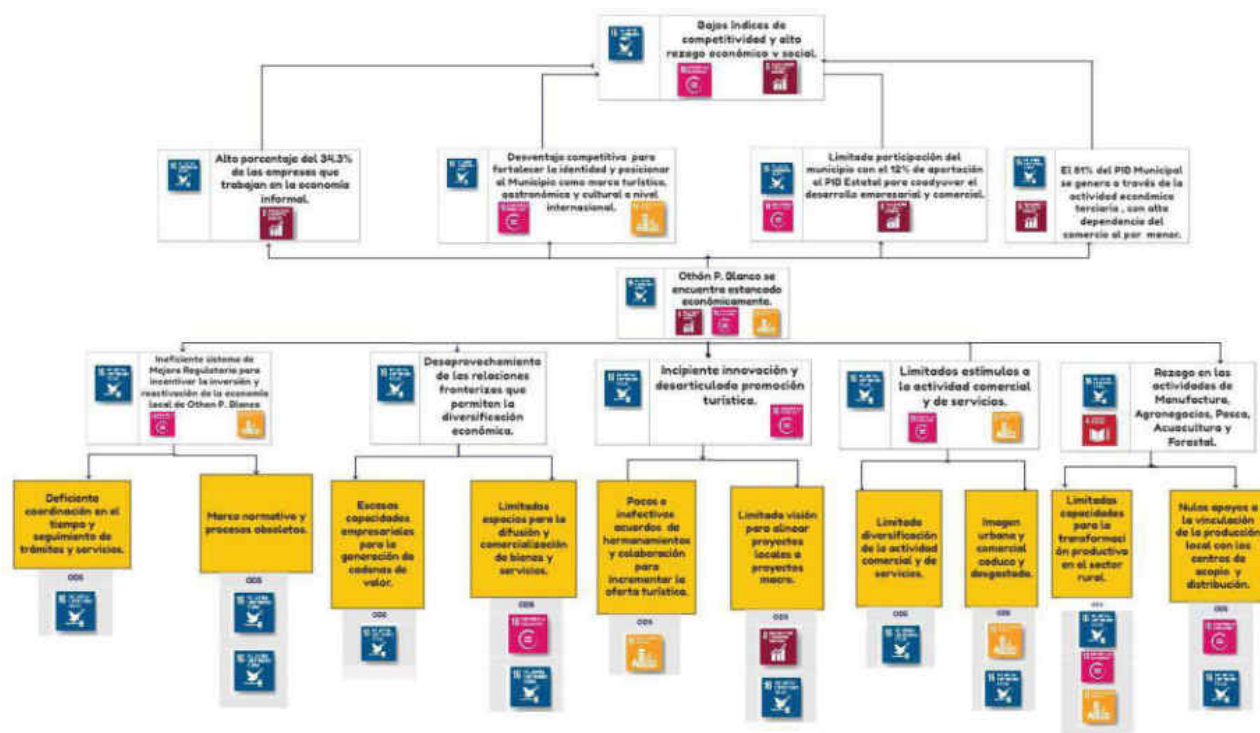 Bajos índices de
competitividad y alto
rezago económico y social.
Alto porcentaje del 34.3%
de las empresas que
trabajan en la economía
informal.
Desventaja competitiva para
fortalecer la identidad y posicionar
al Municipio como marca turística,
gastronómica y cultural a nivel
internacional.
Limitada participación del
municipio con el 12% de aportación
al PIB Estatal para coadyuvar el
desarrollo empresarial y comercial.
El 81% del PIB Municipal
se genera a través de la
actividad económica
terciaria , con alta
dependencia del
comercio al por menor.
Othón P. Blanco se
encuentra estancado
económicamente.
Ineficiente sistema de
Mejora Regulatoria para
incentivar la inversión y
reactivación de la economía
local de Othon P. Blanco
Desaprovechamiento
de las relaciones
fronterizas que
permiten la
diversificación
económica.
Incipiente innovación y
desarticulada promoción
turística.
Limitados estímulos a
la actividad comercial
y de servicios.
Rezago en las
actividades de
Manufactura,
Agronegocios, Pesca,
Acuacultura y
Forestal.
Deficiente
coordinación en el
tiempo y
seguimiento de
trámites y servicios.
Marco normativo y
procesos obsoletos.
Escasas
capacidades
empresariales
para la
generación de
cadenas de
valor.
Limitados
espacios para la
difusión y
comercialización
de bienes y
servicios.
Pocos o
inefectivos
acuerdos de
hermanamientos
y colaboración
para
incrementar la
oferta turística.
Limitada visión
para alinear
proyectos
locales a
proyectos
macro.
Limitada
diversificación
de la actividad
comercial y de
servicios.
Imagen
urbana y
comercial
caduca y
desgastada.
Limitadas
capacidades
para la
transformaci
ón productiva
en el sector
rural.
Nulos apoyos a
la vinculación
de la producción
local con los
centros de
acopio y
distribución.
ODS
ODS
ODS
ODS
ODS
ODS
ODS
ODS
ODS
ODS